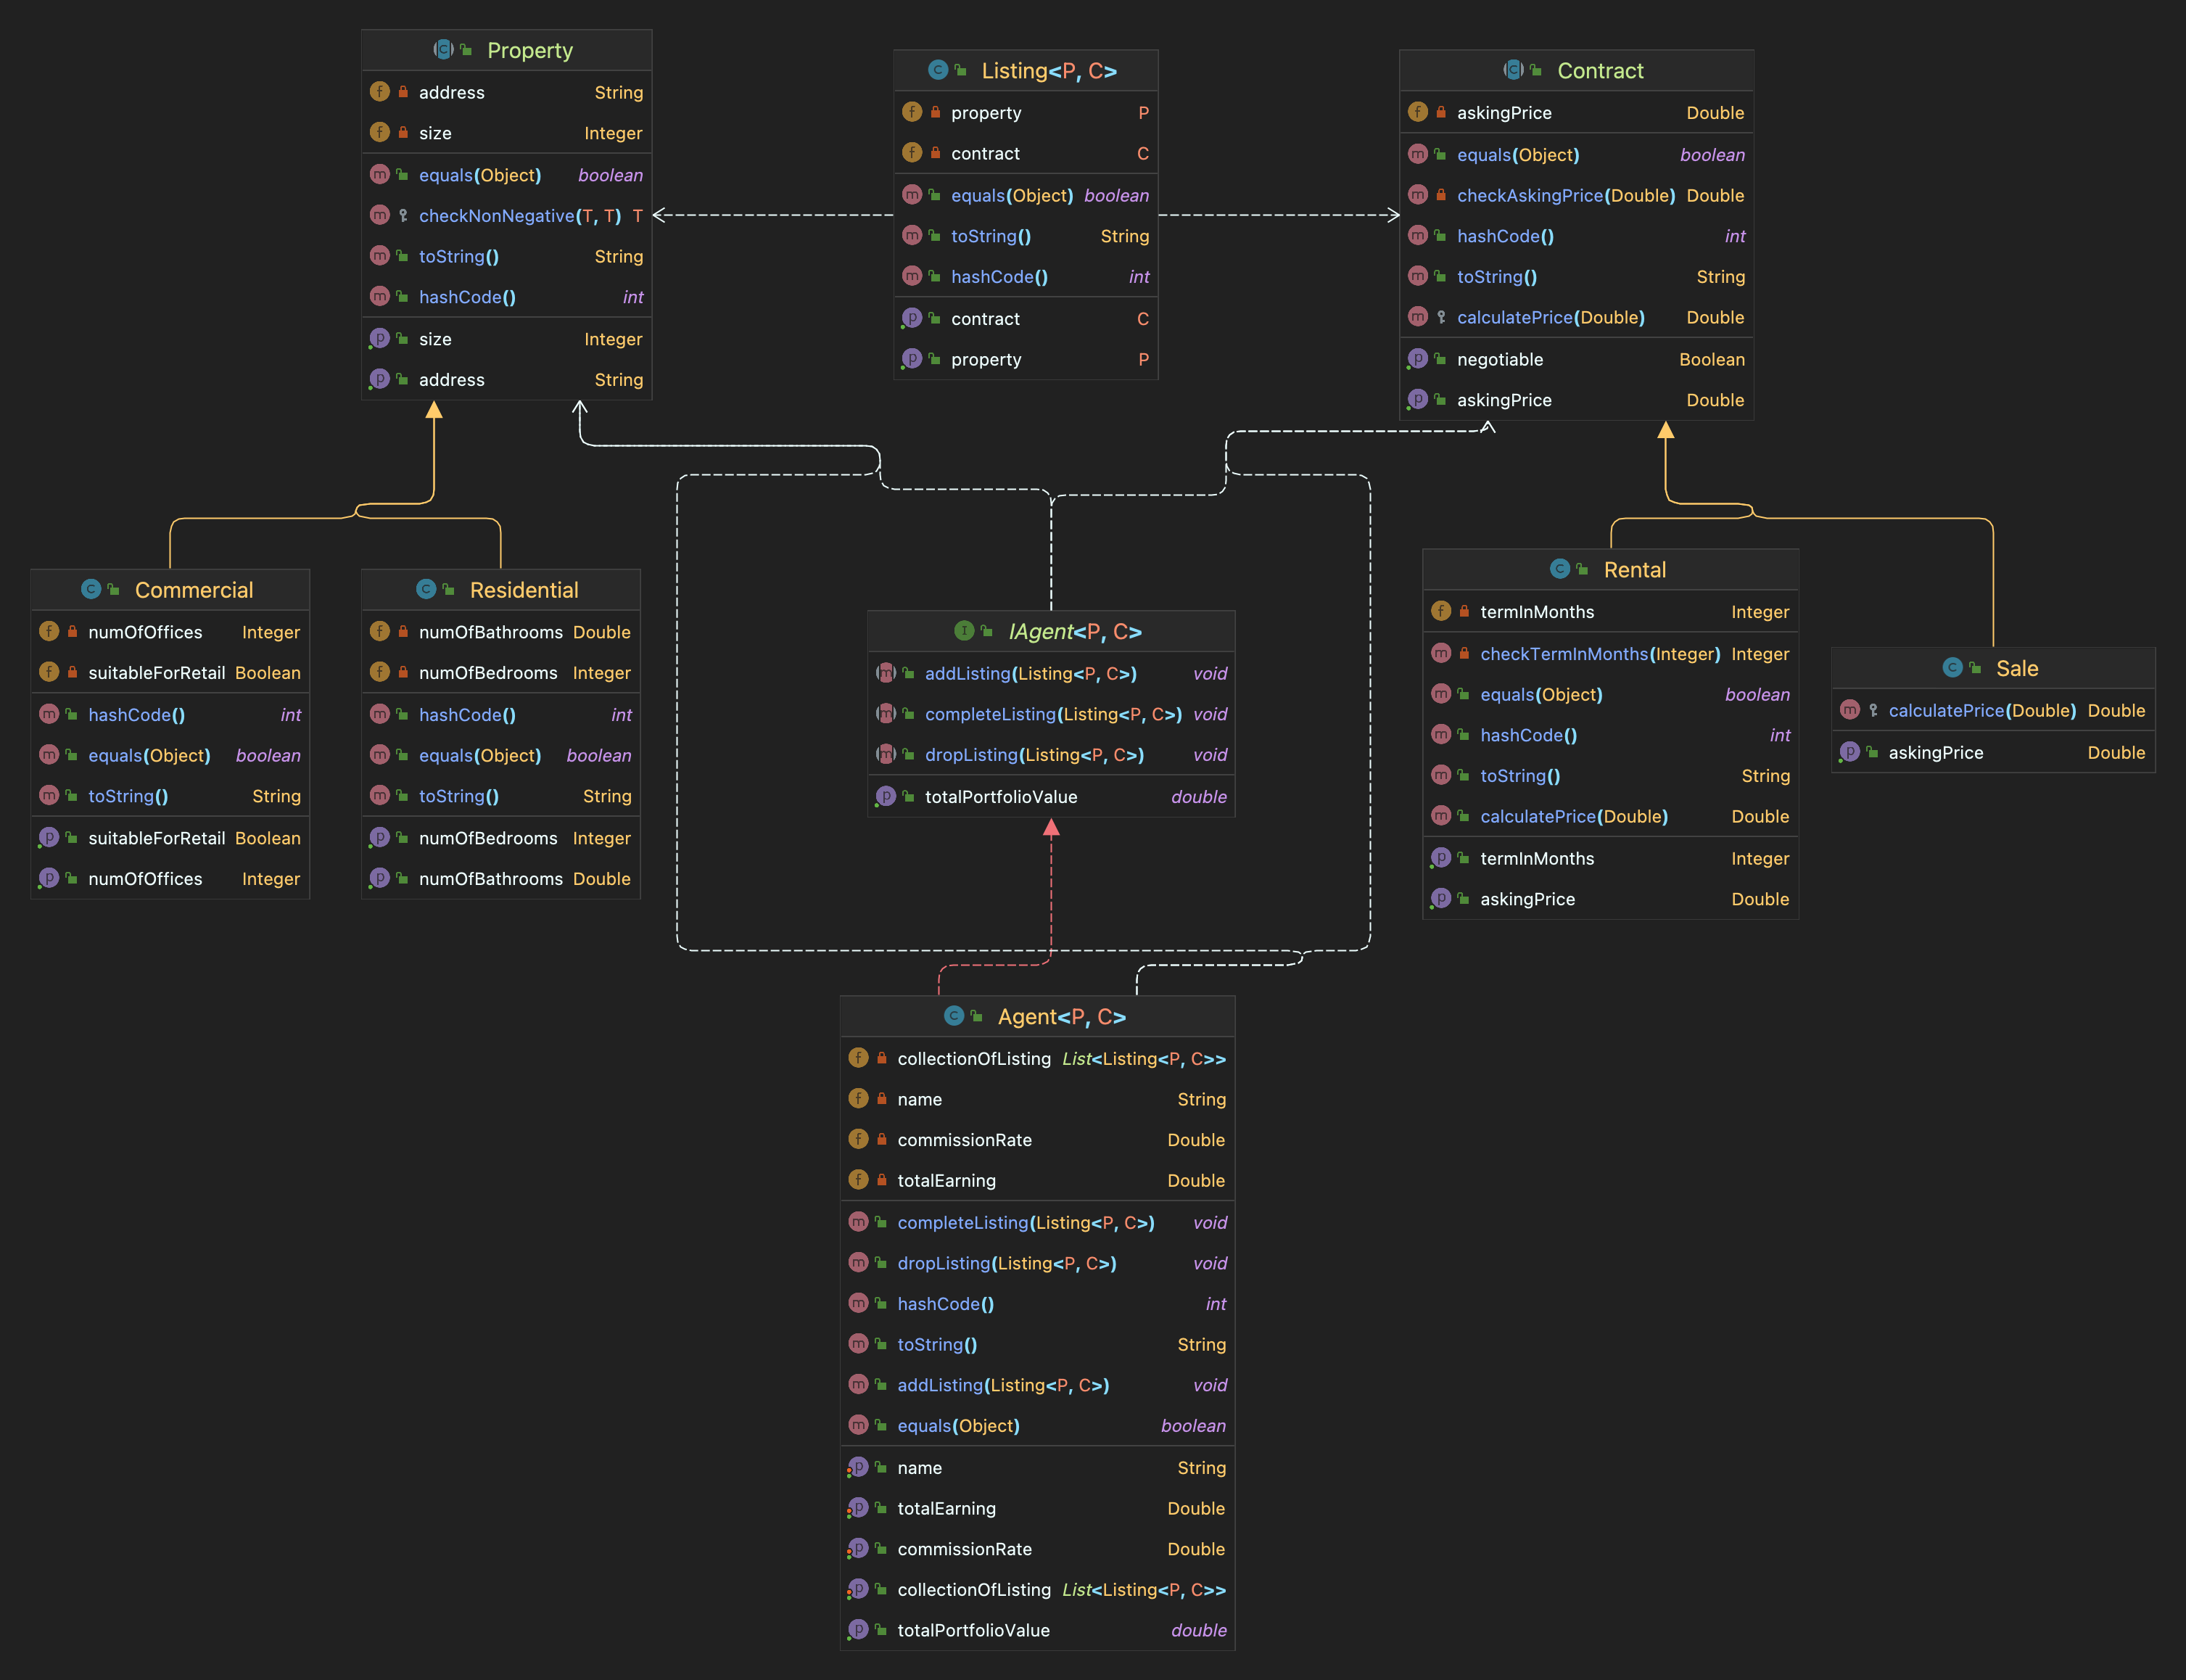 Property
address String
size Integer
equals(Object) boolean
checkNonNegative(T, T) T
toString() String
hashCode() int
size Integer
address String
Listing<P, C>
property P
contract C
equals(Object) boolean
toString() String
hashCode() int
contract C
property P
Contract
askingPrice Double
equals(Object) boolean
checkAskingPrice(Double) Double
hashCode() int
toString() String
calculatePrice(Double) Double
negotiable Boolean
askingPrice Double
Commercial
numOfOffices Integer
suitableForRetail Boolean
hashCode() int
equals(Object) boolean
toString() String
suitableForRetail Boolean
numOfOffices Integer
Residential
numOfBathrooms Double
numOfBedrooms Integer
hashCode() int
equals(Object) boolean
toString() String
numOfBedrooms Integer
numOfBathrooms Double
IAgent<P, C>
addListing(Listing<P, C>) void
completeListing(Listing<P, C>) void
dropListing(Listing<P, C>) void
totalPortfolioValue double
Rental
termInMonths Integer
checkTermInMonths(Integer) Integer
equals(Object) boolean
hashCode() int
toString() String
calculatePrice(Double) Double
termInMonths Integer
askingPrice Double
Sale
calculatePrice(Double) Double
askingPrice Double
Agent<P, C>
collectionOfListing List<Listing<P, C>>
name String
commissionRate Double
totalEarning Double
completeListing(Listing<P, C>) void
dropListing(Listing<P, C>) void
hashCode() int
toString() String
addListing(Listing<P, C>) void
equals(Object) boolean
name String
totalEarning Double
commissionRate Double
collectionOfListing List<Listing<P, C>>
totalPortfolioValue double